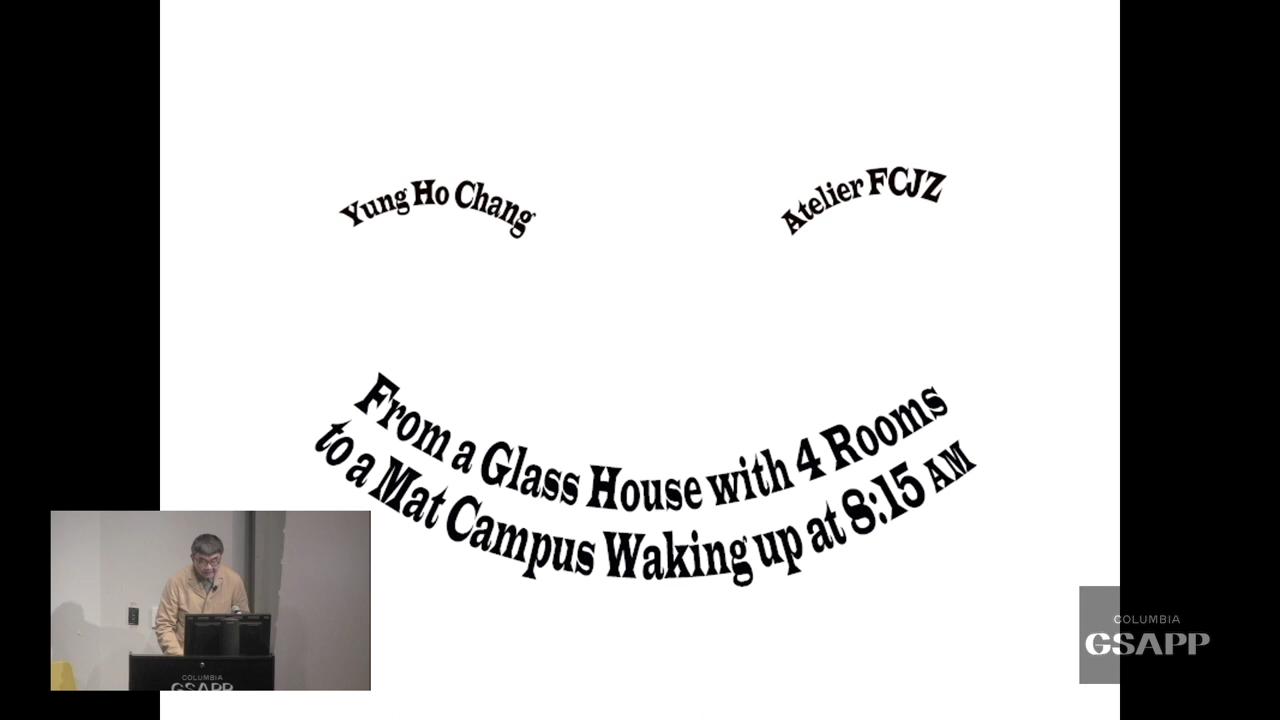 Yung Ho Chang
Atelier FCJZ
From a Glass House with 4 Rooms
to a Mat Campus Waking up at 8:15 AM
COLUMBIA
GSAPP
COLUMBIA
GSAPP